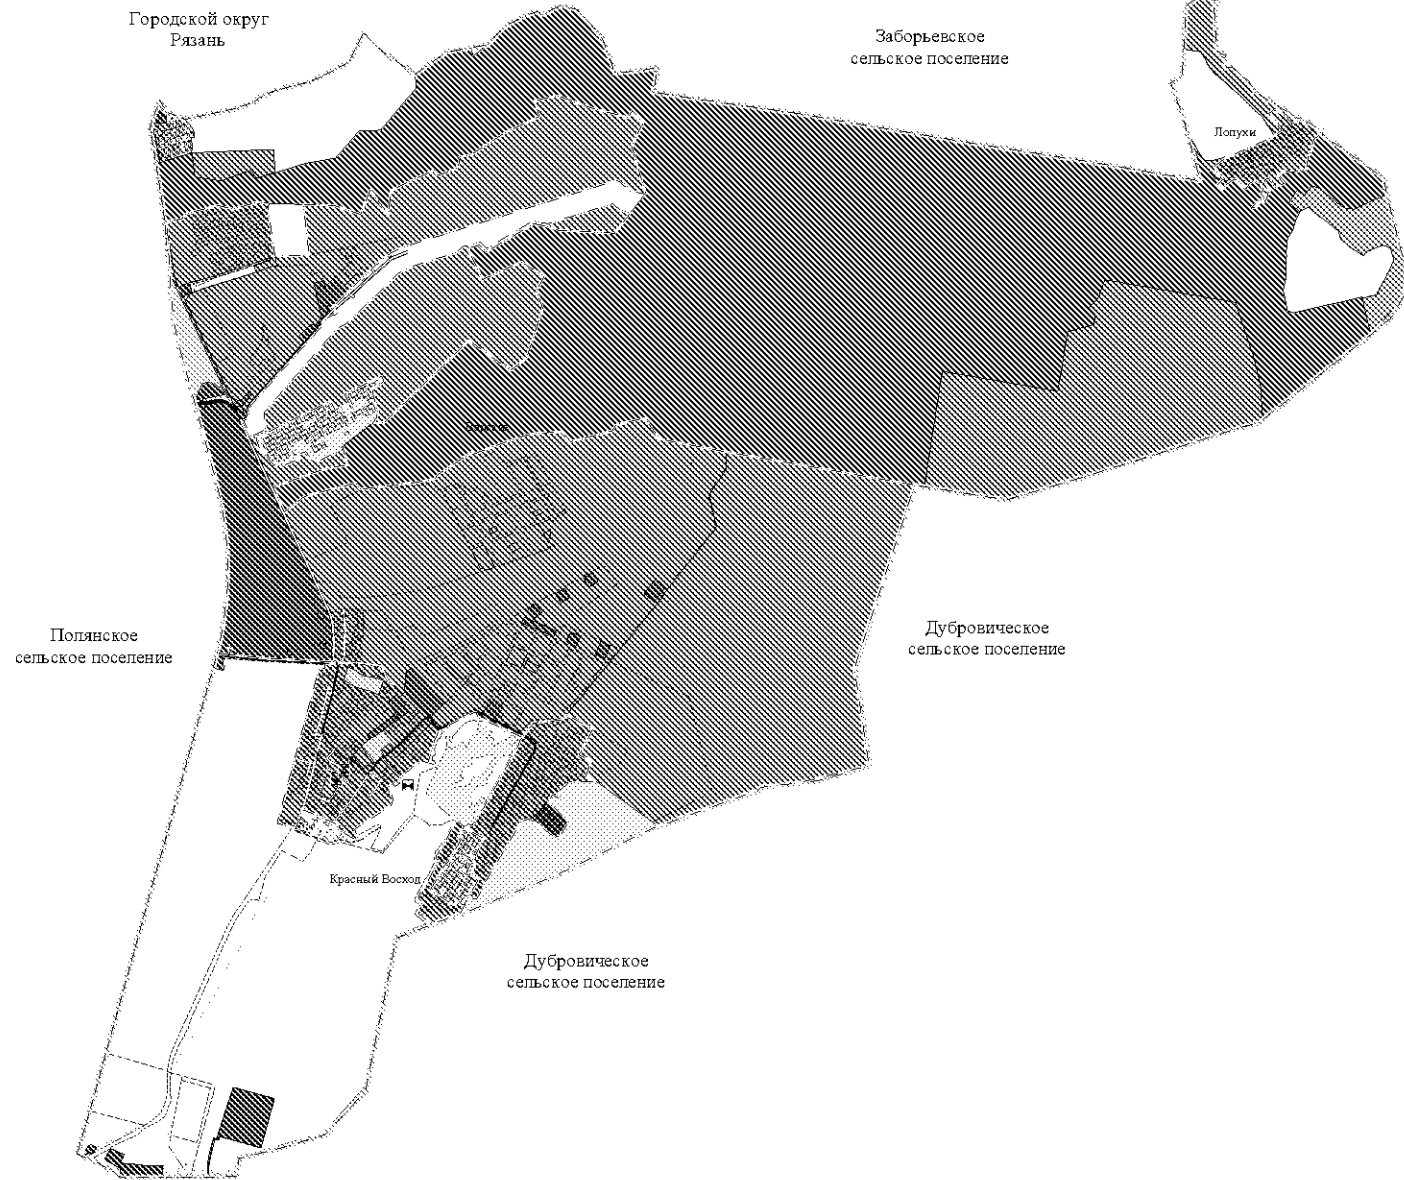 Городской округ
Рязань
Заборьевское
сельское поселение
Лопухи
Полянское
сельское поселение
Дубровическое
сельское поселение
Красный Восход
Дубровическое
сельское поселение